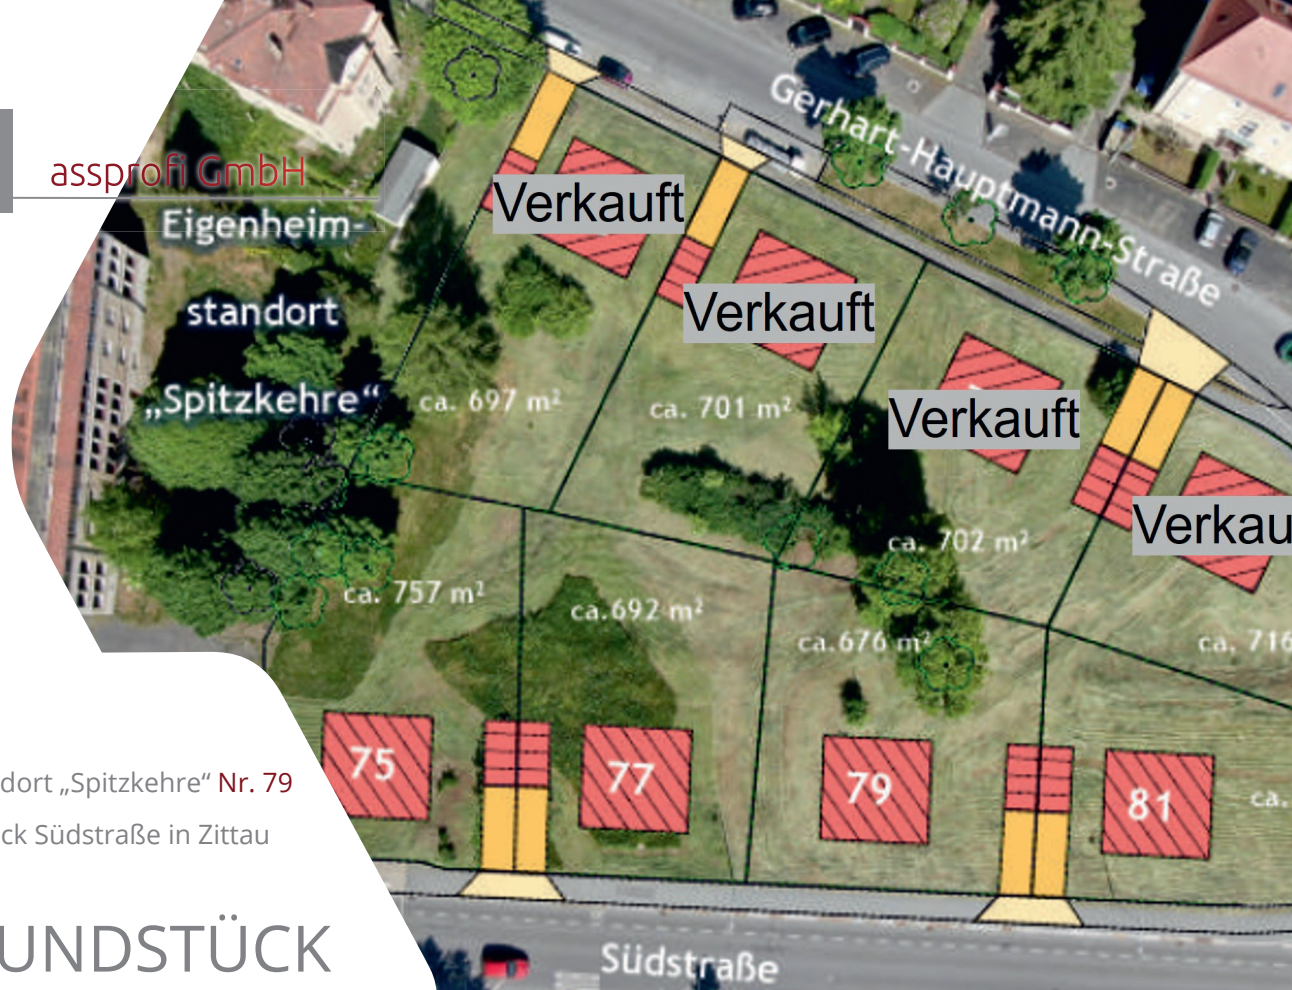 assprofi GmbH
Eigenheim-
standort
„Spitzkehre“
Gerhart-Hauptmann-Straße
Verkauft
Verkauft
Verkauft
Verkau
ca. 697 m²
ca. 701 m²
ca. 702 m²
ca. 757 m²
ca.692 m²
ca.676 m²
ca. 716
75
77
79
81
ca.
dort „Spitzkehre“ Nr. 79
ck Südstraße in Zittau
UNDSTÜCK
Südstraße